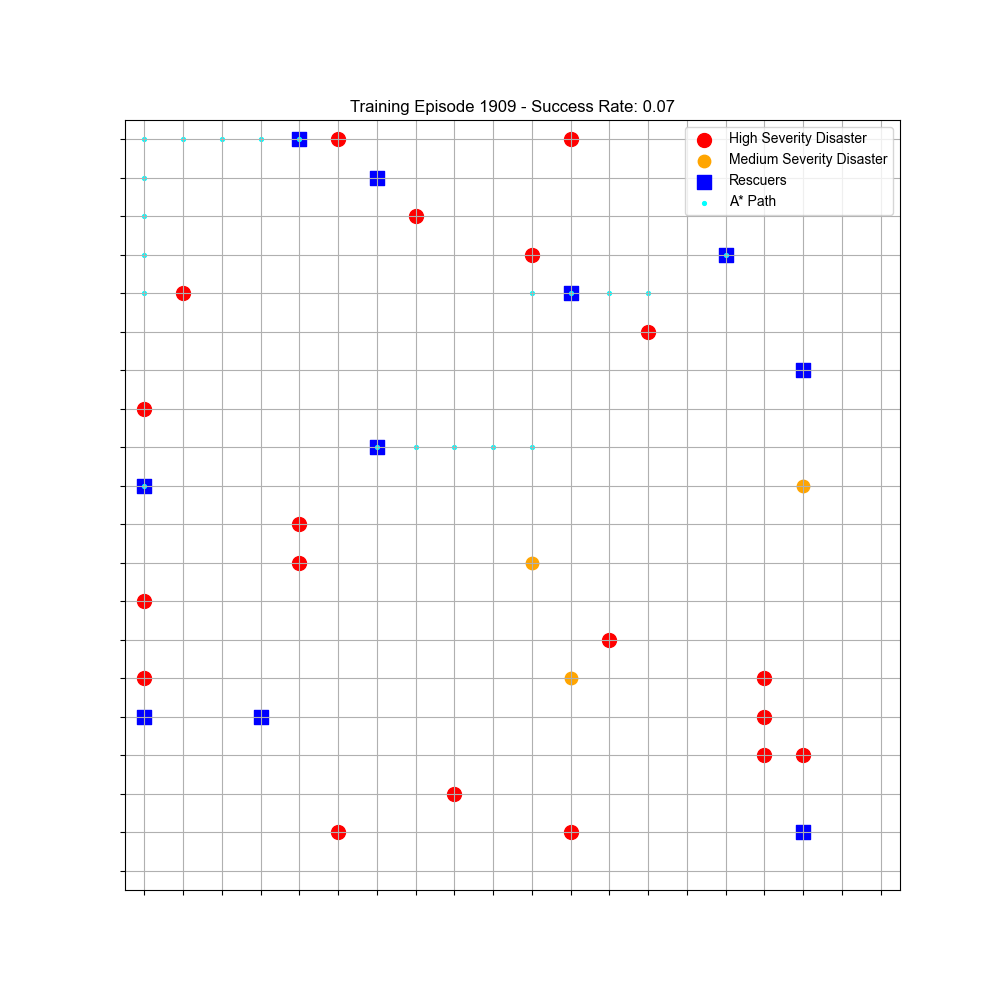 Training Episode 1909 - Success Rate: 0.07
High Severity Disaster
Medium Severity Disaster
Rescuers
A* Path